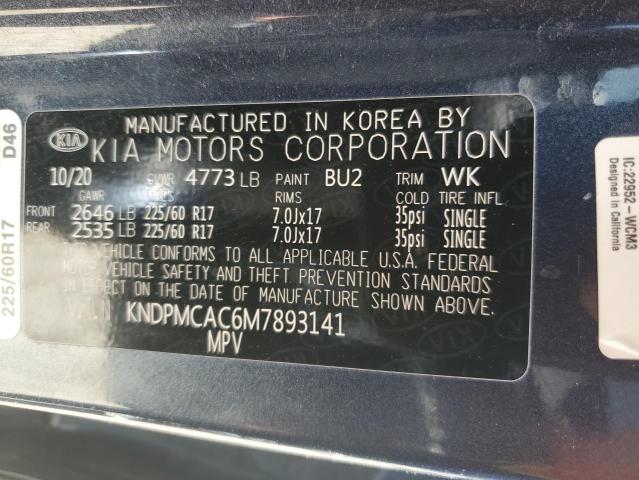 MANUFACTURED IN KOREA BY
KIA
KIA MOTORS CORPORATION
10/20 GVWR 4773 LB PAINT BU2 TRIM WK
GAWR TIRES RIMS COLD TIRE INFL
FRONT 2646 LB 225/60 R17 7.0Jx17 35psi SINGLE
REAR 2535 LB 225/60 R17 7.0Jx17 35psi SINGLE
THIS VEHICLE CONFORMS TO ALL APPLICABLE U.S.A. FEDERAL
MOTOR VEHICLE SAFETY AND THEFT PREVENTION STANDARDS
IN EFFECT ON THE DATE OF MANUFACTURE SHOWN ABOVE.
V.I.N KNDPMCAC6M7893141
MPV
225/60R17 D46
IC:22952-WCM3
Designed in California